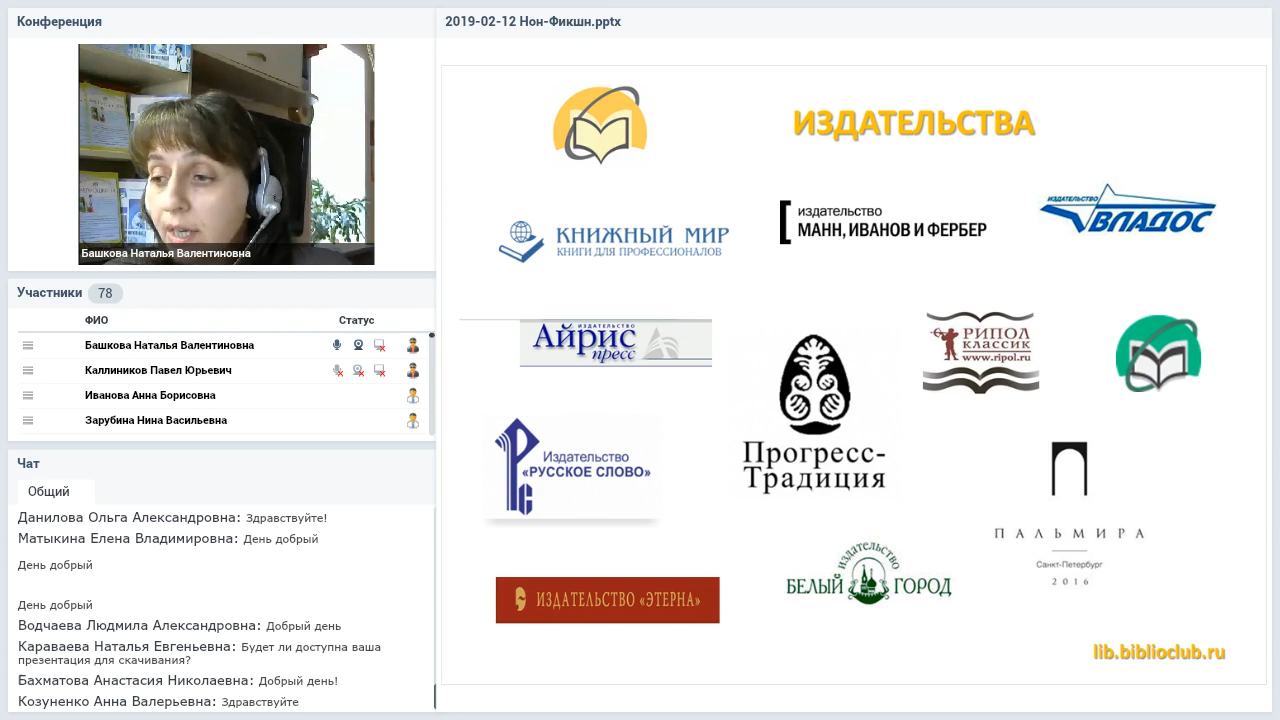 Конференция
Башкова Наталья Валентиновна
Участники 78
ФИО Статус
Башкова Наталья Валентиновна
Каллиников Павел Юрьевич
Иванова Анна Борисовна
Зарубина Нина Васильевна
Чат
Общий
Данилова Ольга Александровна: Здравствуйте!
Матыкина Елена Владимировна: День добрый
День добрый
День добрый
Водчаева Людмила Александровна: Добрый день
Караваева Наталья Евгеньевна: Будет ли доступна ваша
презентация для скачивания?
Бахматова Анастасия Николаевна: Добрый день!
Козуненко Анна Валерьевна: Здравствуйте
2019-02-12 Нон-Фикшн.pptx
ИЗДАТЕЛЬСТВА
КНИЖНЫЙ МИР
КНИГИ ДЛЯ ПРОФЕССИОНАЛОВ
издательство
МАНН, ИВАНОВ И ФЕРБЕР
ИЗДАТЕЛЬСТВО
ВЛАДОС
ИЗДАТЕЛЬСТВО
Айрис
пресс
РИПОЛ
КЛАССИК
www.ripol.ru
Издательство
«РУССКОЕ СЛОВО»
Прогресс-
Традиция
ПАЛЬМИРА
Санкт-Петербург
2016
издательство
БЕЛЫЙ ГОРОД
ИЗДАТЕЛЬСТВО «ЭТЕРНА»
lib.biblioclub.ru